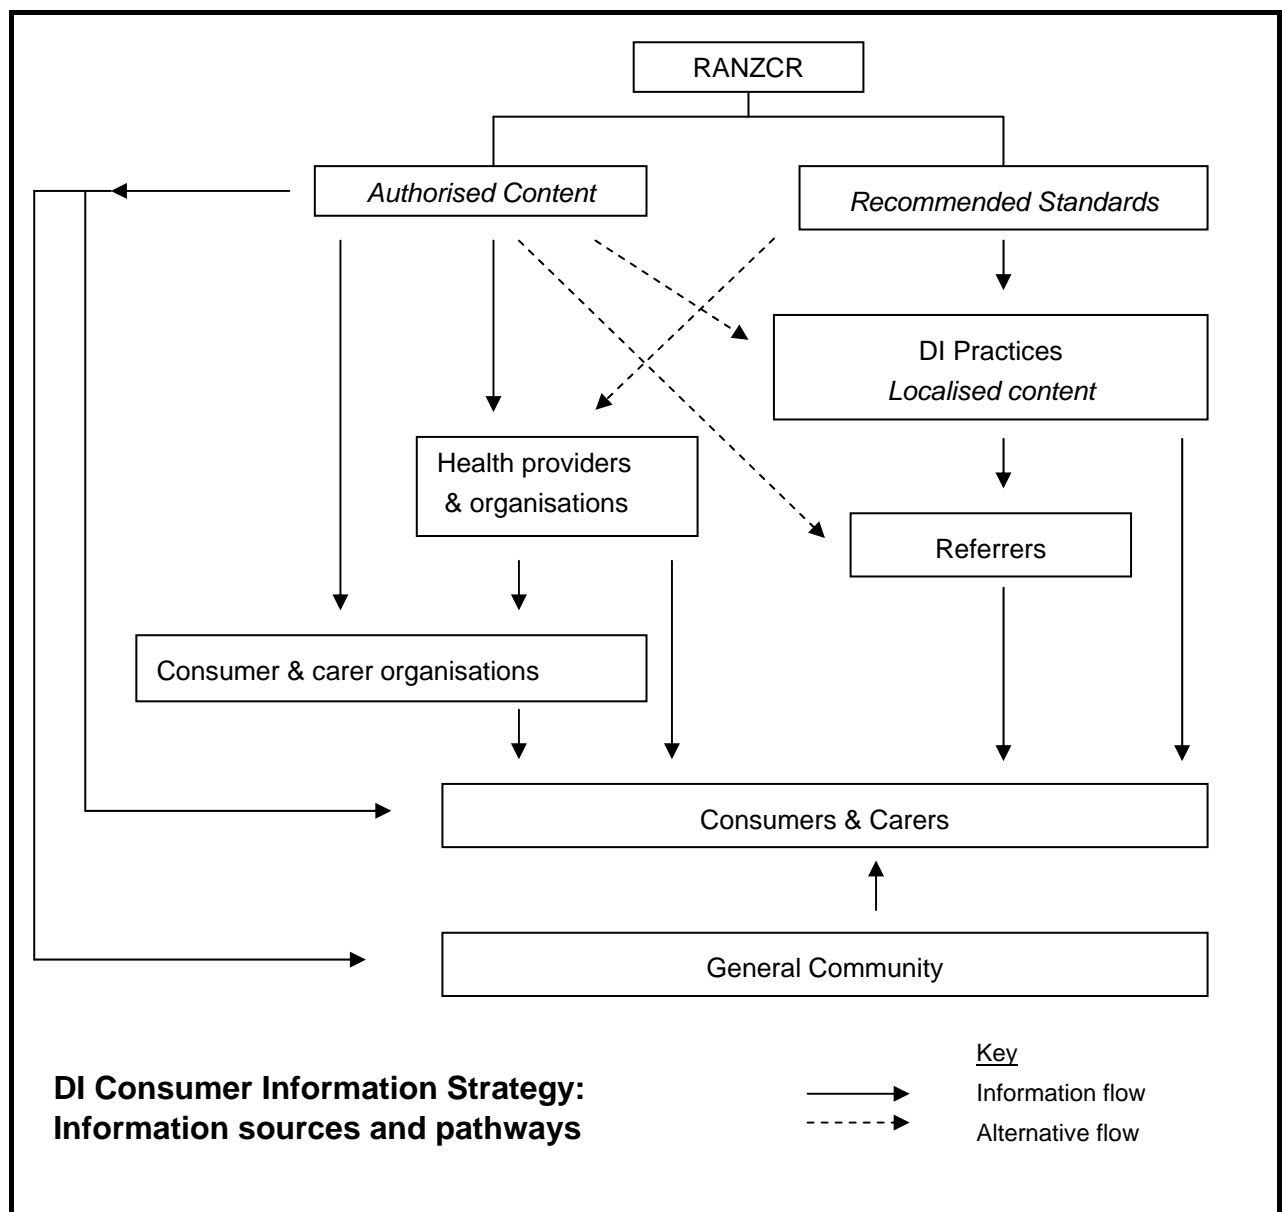 RANZCR
Authorised Content
Recommended Standards
DI Practices
Localised content
Health providers
& organisations
Referrers
Consumer & carer organisations
Consumers & Carers
General Community
DI Consumer Information Strategy:
Information sources and pathways
Key
Information flow
Alternative flow